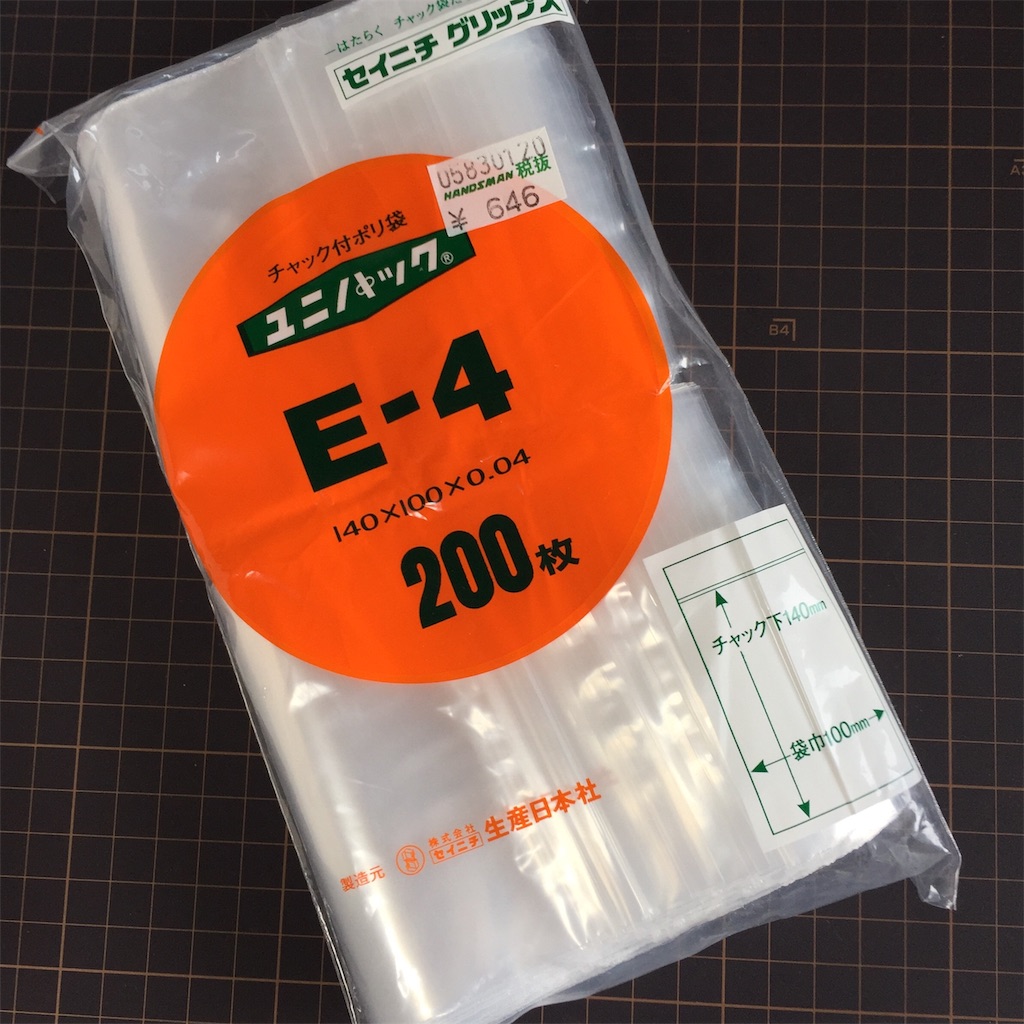 一はたらく チャック袋
セイニチ グリップス
05830120
HANDSMAN 税抜
¥ 646
チャック付ポリ袋
ユニパック®
E-4
140×100×0.04
200枚
チャック下140mm
袋巾100mm
製造元 株式会社 セイニチ 生産日本社
B4